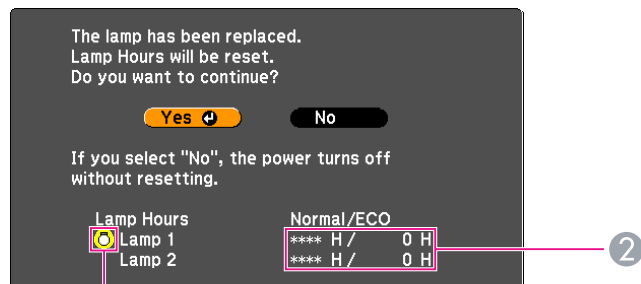 The lamp has been replaced.
Lamp Hours will be reset.
Do you want to continue?
Yes No
If you select "No", the power turns off
without resetting.
Lamp Hours Normal/ECO
Lamp 1 **** H / 0 H
Lamp 2 **** H / 0 H
2